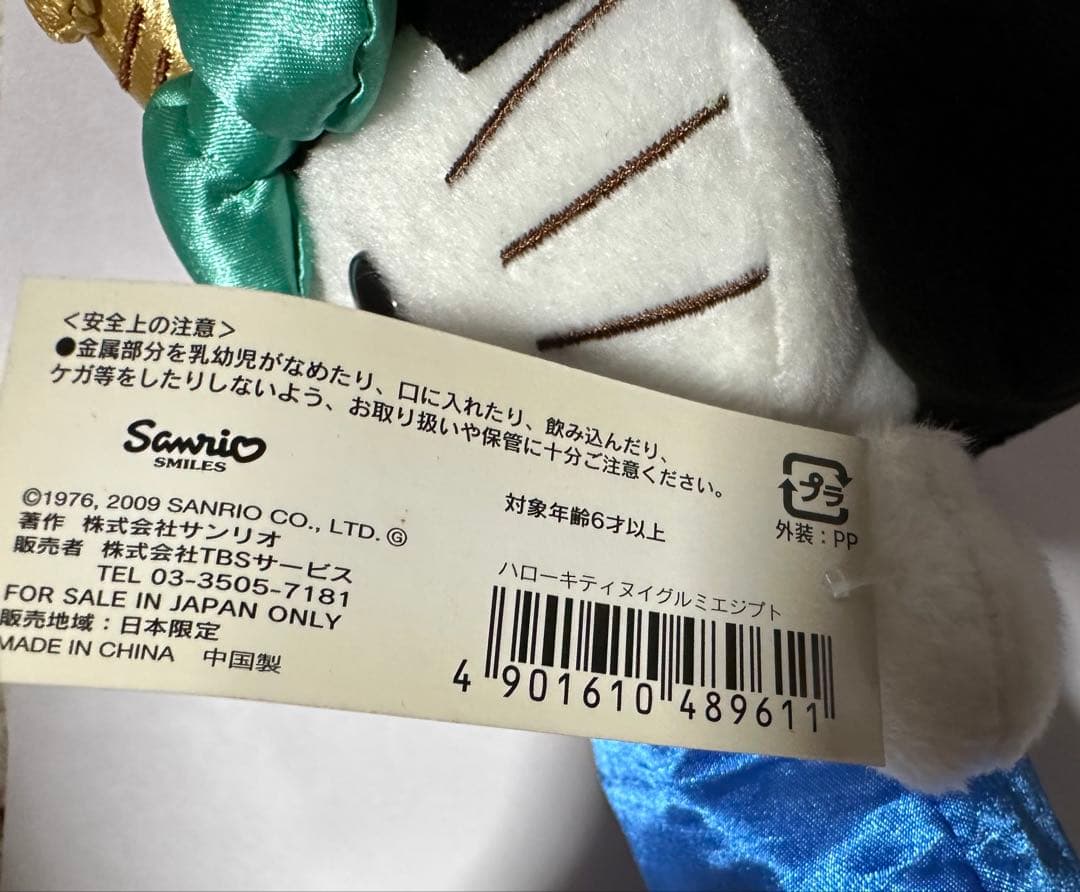 ＜安全上の注意＞
●金属部分を乳幼児がなめたり、口に入れたり、飲み込んだり、
ケガ等をしたりしないよう、お取り扱いや保管に十分ご注意ください。
Sanrio
SMILES
©1976, 2009 SANRIO CO., LTD. Ⓖ
著作 株式会社サンリオ
販売者 株式会社TBSサービス
TEL 03-3505-7181
FOR SALE IN JAPAN ONLY
販売地域：日本限定
MADE IN CHINA 中国製
対象年齢6才以上
プラ
外装：PP
ハローキティヌイグルミエジプト
4 901610 489611